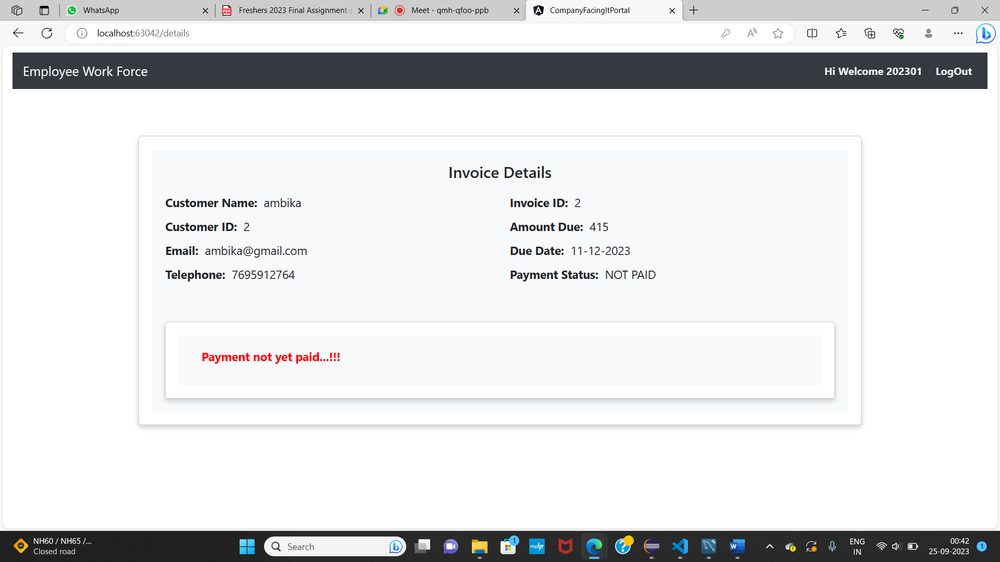 WhatsApp
Freshers 2023 Final Assignment-
Meet - qmh-qfoo-ppb
CompanyFacingItPortal
localhost:63042/details
Employee Work Force
Hi Welcome 202301
LogOut
Invoice Details
Customer Name: ambika
Invoice ID: 2
Customer ID: 2
Amount Due: 415
Email: ambika@gmail.com
Due Date: 11-12-2023
Telephone: 7695912764
Payment Status: NOT PAID
Payment not yet paid...!!!
NH60 / NH65 /...
Closed road
Search
1
myhp
ENG
IN
00:42
25-09-2023
1